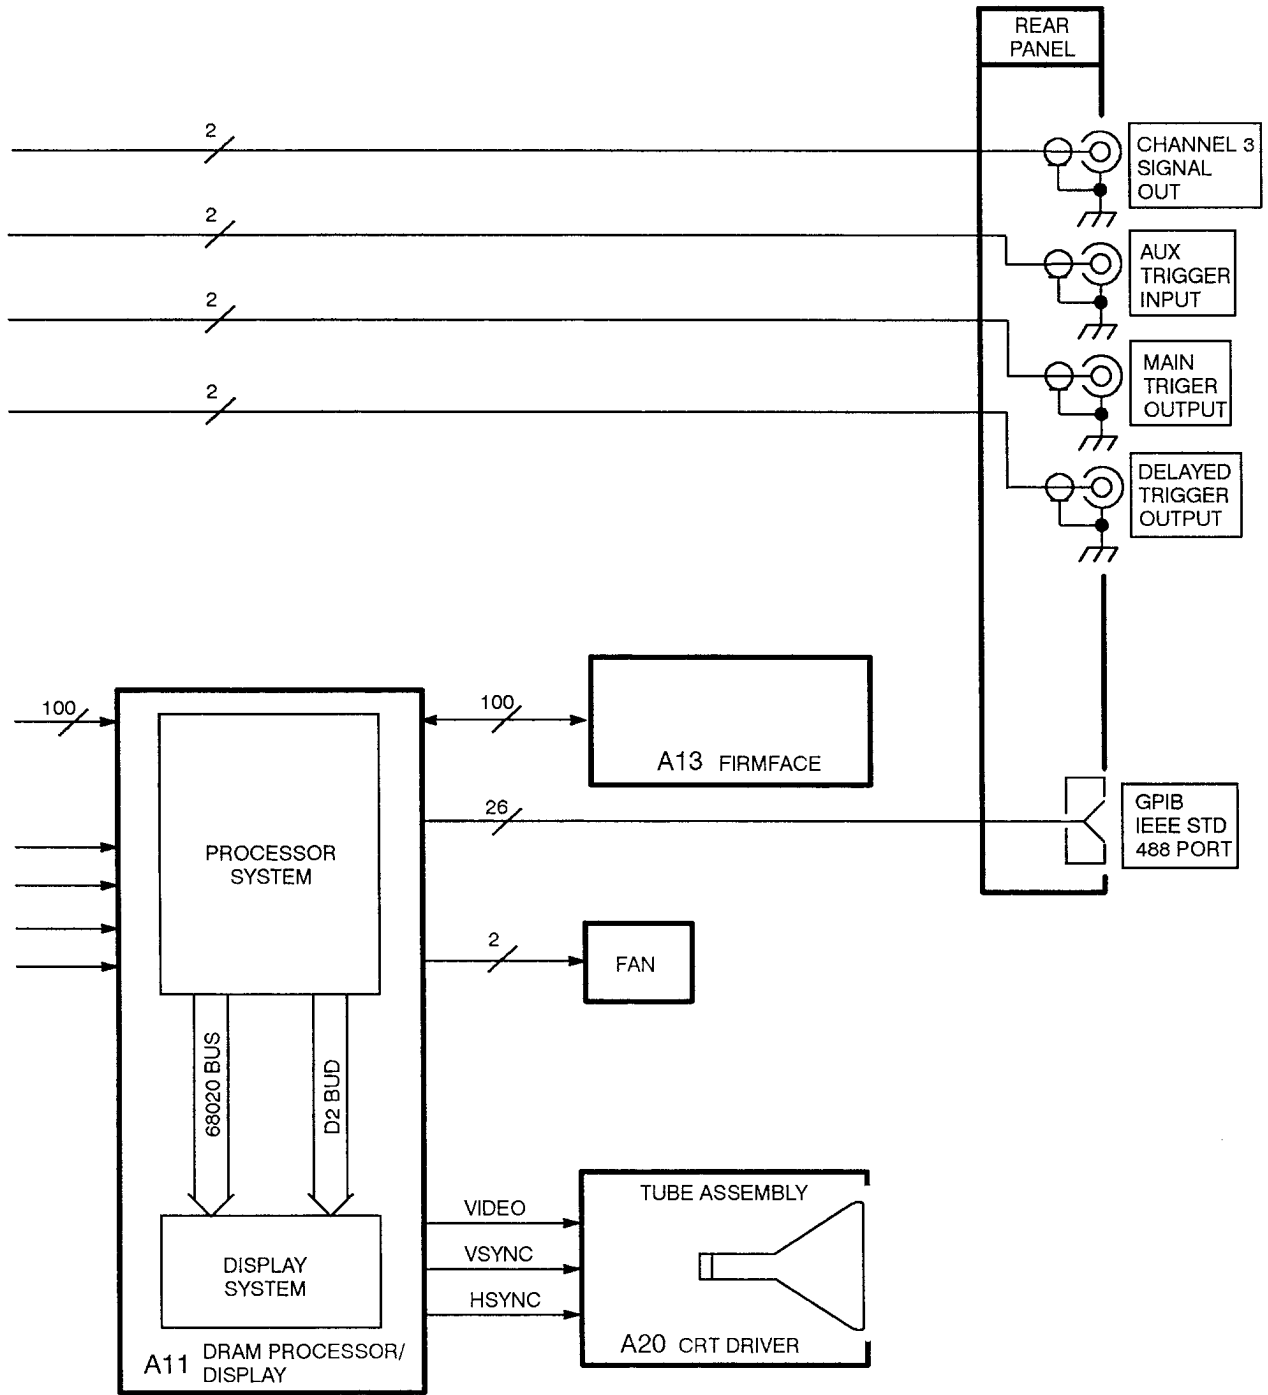 REAR
PANEL
2
CHANNEL 3
SIGNAL
OUT
2
AUX
TRIGGER
INPUT
2
MAIN
TRIGER
OUTPUT
2
DELAYED
TRIGGER
OUTPUT
100
100
A13 FIRMFACE
26
GPIB
IEEE STD
488 PORT
PROCESSOR
SYSTEM
2
FAN
68020 BUS
D2 BUD
TUBE ASSEMBLY
VIDEO
VSYNC
HSYNC
DISPLAY
SYSTEM
A20 CRT DRIVER
A11 DRAM PROCESSOR/
DISPLAY